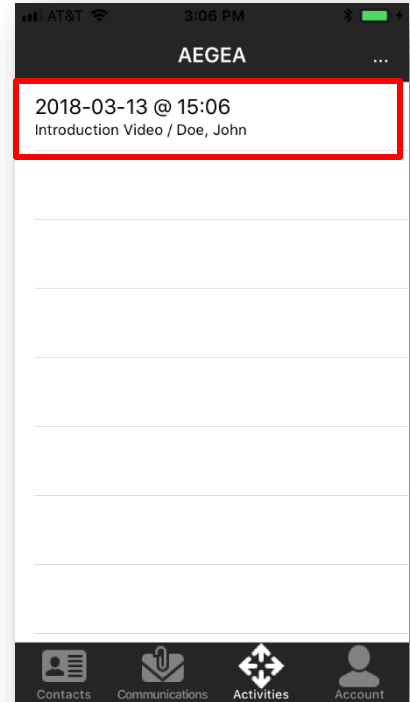 AT&T 3:06 PM
AEGEA ...
2018-03-13 @ 15:06
Introduction Video / Doe, John
Contacts Communications Activities Account